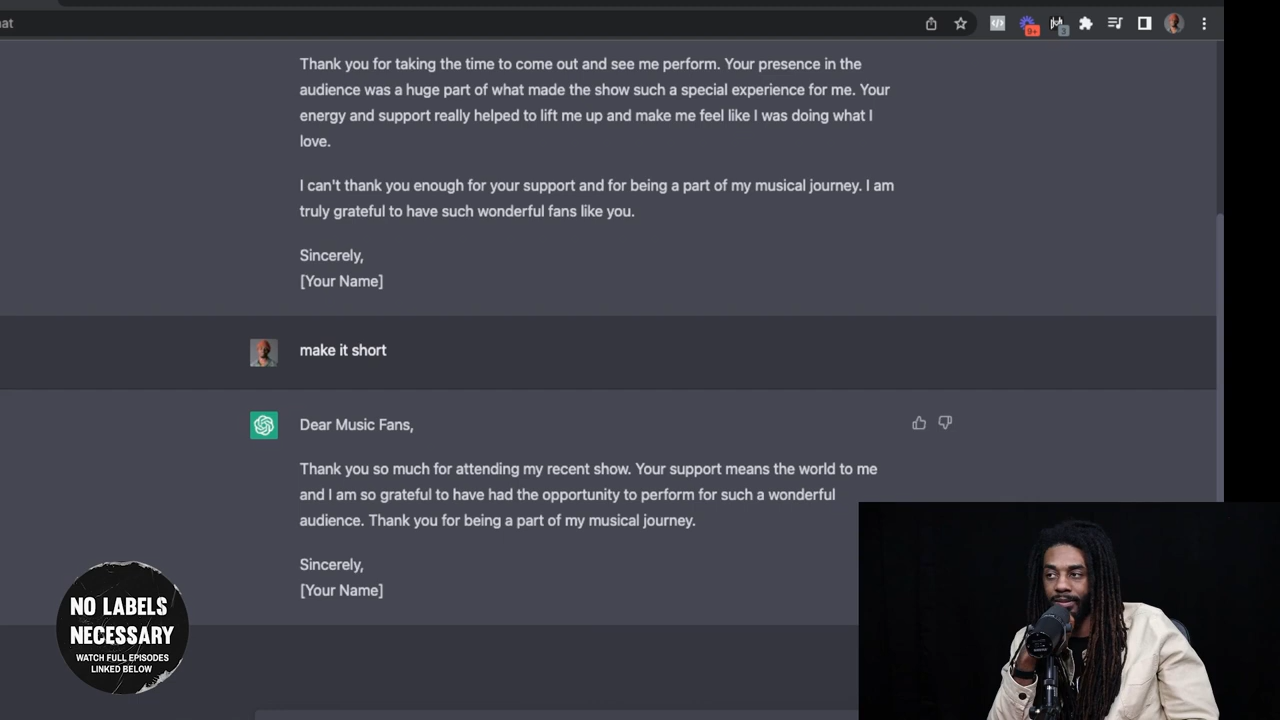 nat
9+
3
Thank you for taking the time to come out and see me perform. Your presence in the
audience was a huge part of what made the show such a special experience for me. Your
energy and support really helped to lift me up and make me feel like I was doing what I
love.
I can't thank you enough for your support and for being a part of my musical journey. I am
truly grateful to have such wonderful fans like you.
Sincerely,
[Your Name]
make it short
Dear Music Fans,
Thank you so much for attending my recent show. Your support means the world to me
and I am so grateful to have had the opportunity to perform for such a wonderful
audience. Thank you for being a part of my musical journey.
Sincerely,
[Your Name]
NO LABELS
NECESSARY
WATCH FULL EPISODES
LINKED BELOW